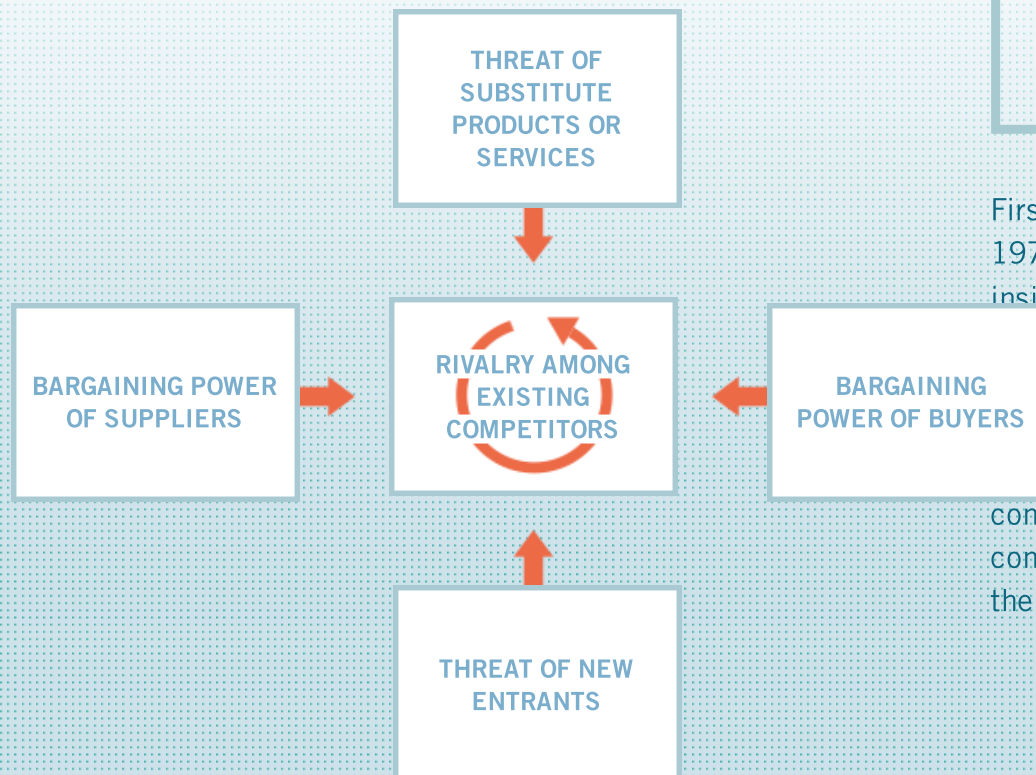 THREAT OF
SUBSTITUTE
PRODUCTS OR
SERVICES
BARGAINING POWER
OF SUPPLIERS
RIVALRY AMONG
EXISTING
COMPETITORS
BARGAINING
POWER OF BUYERS
THREAT OF NEW
ENTRANTS
the